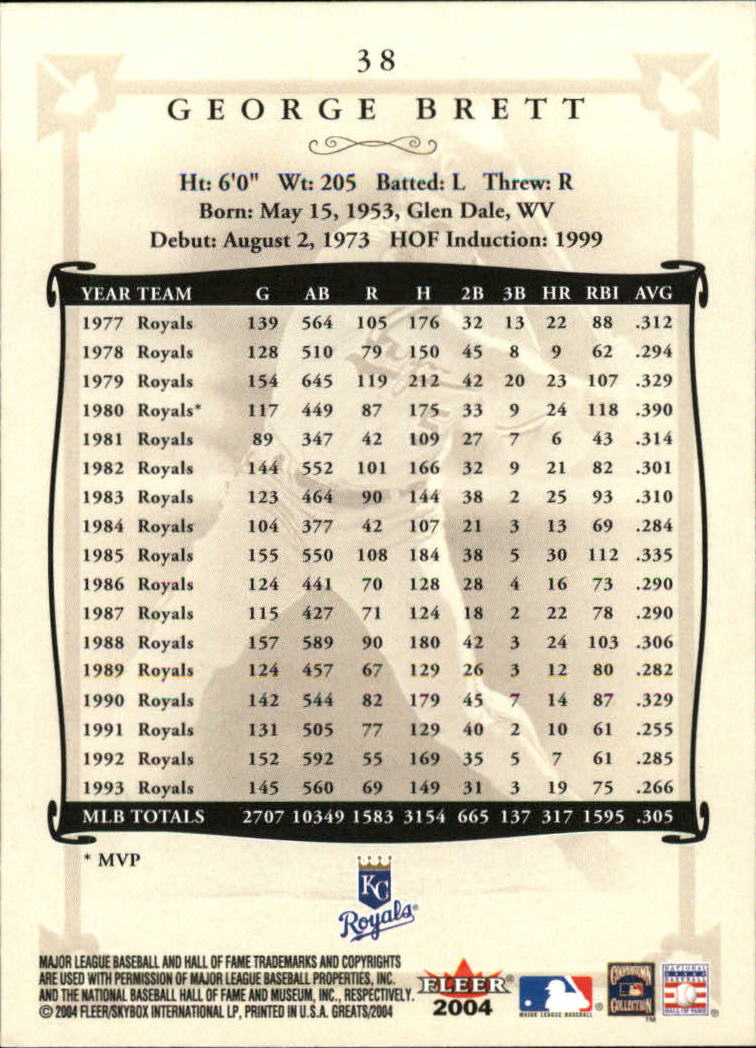 38
GEORGE BRETT
Ht: 6'0" Wt: 205 Batted: L Threw: R
Born: May 15, 1953, Glen Dale, WV
Debut: August 2, 1973 HOF Induction: 1999
YEAR TEAM G AB R H 2B 3B HR RBI AVG
1977 Royals 139 564 105 176 32 13 22 88 .312
1978 Royals 128 510 79 150 45 8 9 62 .294
1979 Royals 154 645 119 212 42 20 23 107 .329
1980 Royals* 117 449 87 175 33 9 24 118 .390
1981 Royals 89 347 42 109 27 7 6 43 .314
1982 Royals 144 552 101 166 32 9 21 82 .301
1983 Royals 123 464 90 144 38 2 25 93 .310
1984 Royals 104 377 42 107 21 3 13 69 .284
1985 Royals 155 550 108 184 38 5 30 112 .335
1986 Royals 124 441 70 128 28 4 16 73 .290
1987 Royals 115 427 71 124 18 2 22 78 .290
1988 Royals 157 589 90 180 42 3 24 103 .306
1989 Royals 124 457 67 129 26 3 12 80 .282
1990 Royals 142 544 82 179 45 7 14 87 .329
1991 Royals 131 505 77 129 40 2 10 61 .255
1992 Royals 152 592 55 169 35 5 7 61 .285
1993 Royals 145 560 69 149 31 3 19 75 .266
MLB TOTALS 2707 10349 1583 3154 665 137 317 1595 .305
* MVP
KC
Royals
MAJOR LEAGUE BASEBALL AND HALL OF FAME TRADEMARKS AND COPYRIGHTS
ARE USED WITH PERMISSION OF MAJOR LEAGUE BASEBALL PROPERTIES, INC.
AND THE NATIONAL BASEBALL HALL OF FAME AND MUSEUM, INC., RESPECTIVELY.
© 2004 FLEER/SKYBOX INTERNATIONAL LP, PRINTED IN U.S.A. GREATS/2004
FLEER®
2004
MAJOR LEAGUE BASEBALL
®
COOPERSTOWN
COLLECTION
TM
NATIONAL
BASEBALL
HALL OF FAME
®